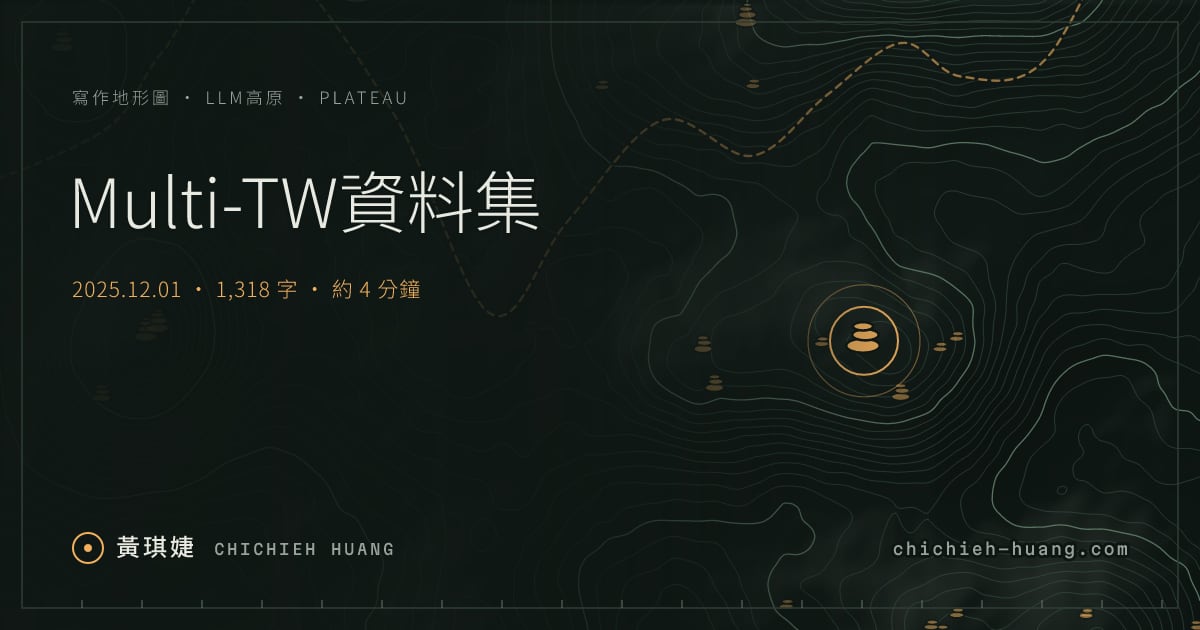 寫作地形圖 · LLM高原 · PLATEAU
Multi-TW資料集
2025.12.01 · 1,318 字 · 約 4 分鐘
黃琪婕 CHICHIEH HUANG
chichieh-huang.com